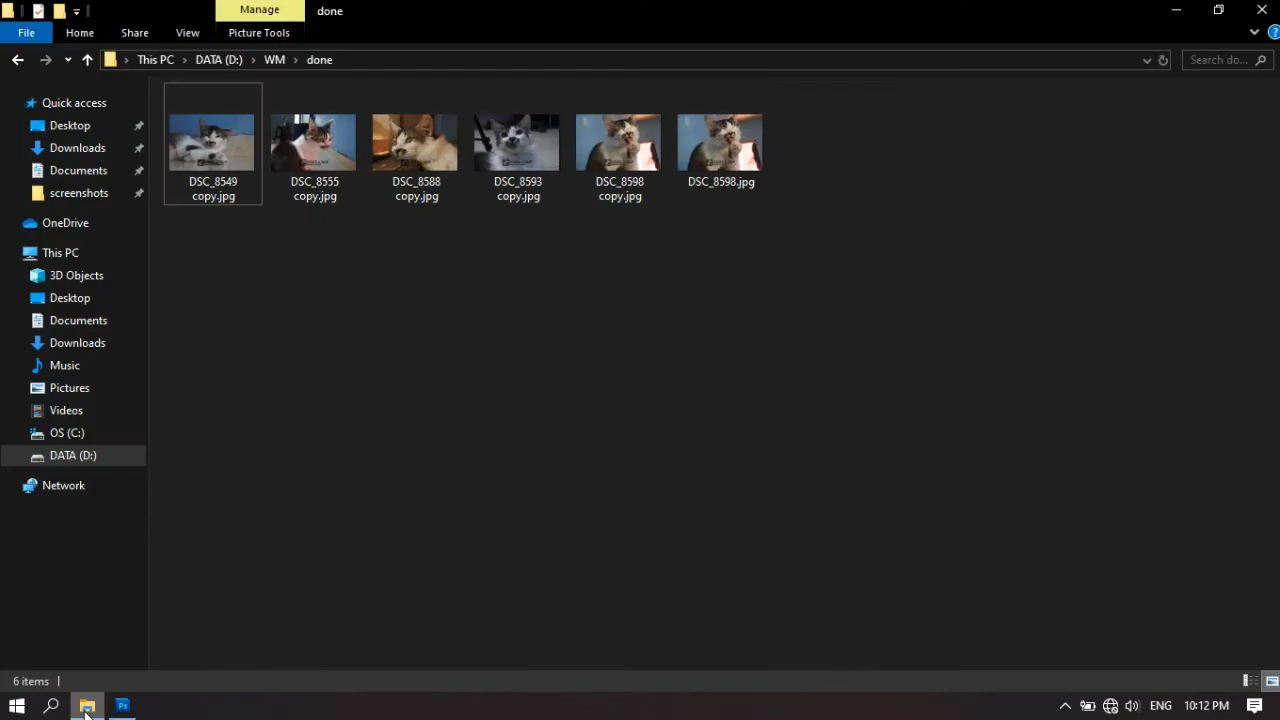 Manage
done
File
Home
Share
View
Picture Tools
This PC
DATA (D:)
WM
done
Search do...
Quick access
Desktop
Downloads
Documents
screenshots
OneDrive
This PC
3D Objects
Desktop
Documents
Downloads
Music
Pictures
Videos
OS (C:)
DATA (D:)
Network
DSC_8549
copy.jpg
DSC_8555
copy.jpg
DSC_8588
copy.jpg
DSC_8593
copy.jpg
DSC_8598
copy.jpg
DSC_8598.jpg
6 items
Ps
ENG
10:12 PM